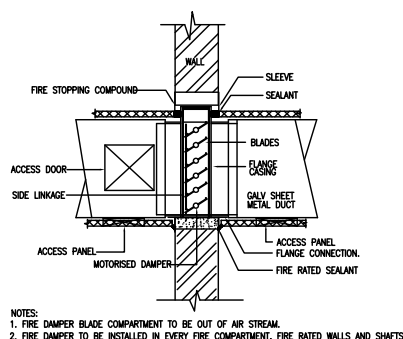 WALL
SLEEVE
FIRE STOPPING COMPOUND
SEALANT
BLADES
FLANGE
CASING
ACCESS DOOR
SIDE LINKAGE
GALV SHEET
METAL DUCT
ACCESS PANEL
ACCESS PANEL
FLANGE CONNECTION.
MOTORISED DAMPER
FIRE RATED SEALANT
NOTES:
1. FIRE DAMPER BLADE COMPARTMENT TO BE OUT OF AIR STREAM.
2. FIRE DAMPER TO BE INSTALLED IN EVERY FIRE COMPARTMENT, FIRE RATED WALLS AND SHAFTS